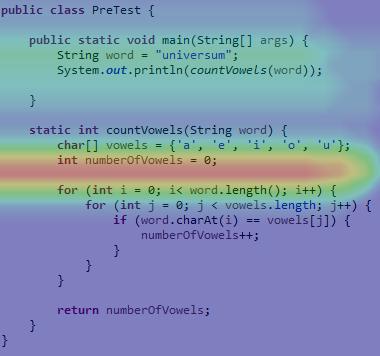 public class PreTest {
public static void main(String[] args) {
String word = "universum";
System.out.println(countVowels(word));
}
static int countVowels(String word) {
char[] vowels = {'a', 'e', 'i', 'o', 'u'};
int numberOfVowels = 0;
for (int i = 0; i< word.length(); i++) {
for (int j = 0; j < vowels.length; j++) {
if (word.charAt(i) == vowels[j]) {
numberOfVowels++;
}
}
}
return numberOfVowels;
}
}